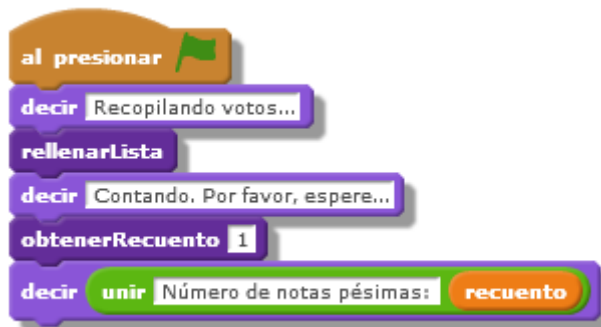 al presionar
decir Recopilando votos...
rellenarLista
decir Contando. Por favor, espere...
obtenerRecuento 1
decir unir Número de notas pésimas: recuento